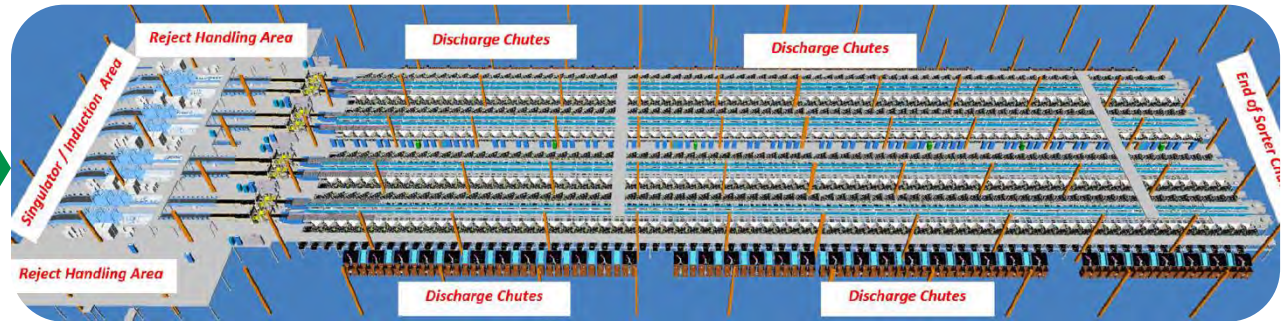 Reject Handling Area
Discharge Chutes
Discharge Chutes
Singulator / Induction Area
End of Sorter
Reject Handling Area
Discharge Chutes
Discharge Chutes